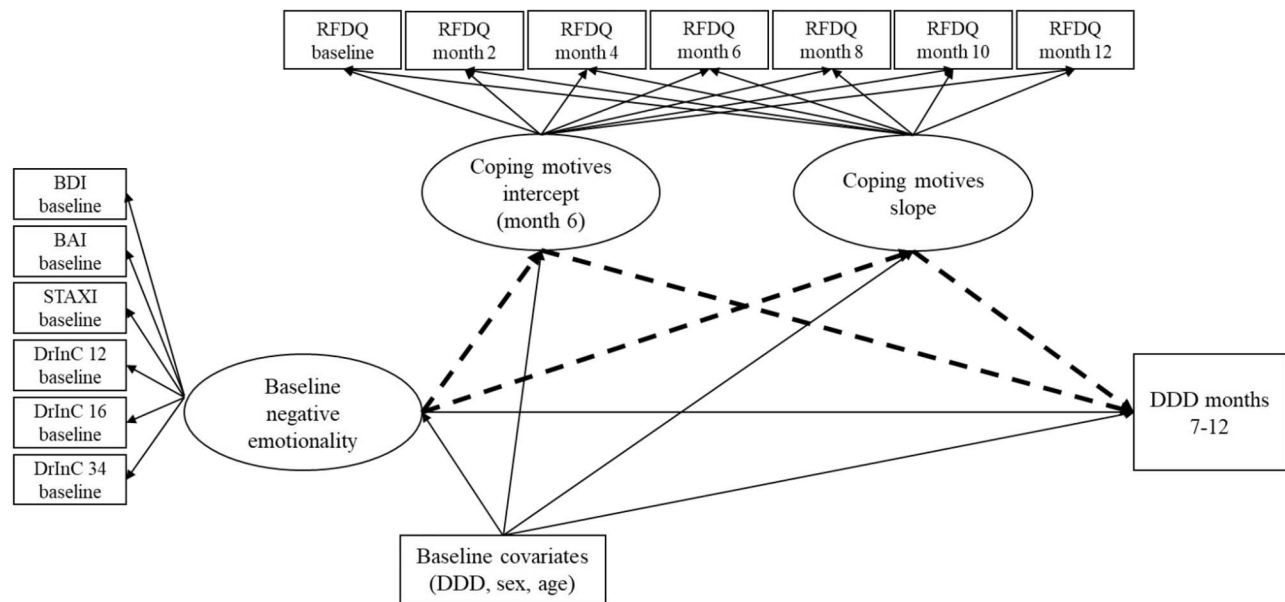 RFDQ
baseline
RFDQ
month 2
RFDQ
month 4
RFDQ
month 6
RFDQ
month 8
RFDQ
month 10
RFDQ
month 12
Coping motives
intercept
(month 6)
Coping motives
slope
BDI
baseline
BAI
baseline
STAXI
baseline
DrInC 12
baseline
DrInC 16
baseline
DrInC 34
baseline
Baseline
negative
emotionality
DDD months
7-12
Baseline covariates
(DDD, sex, age)